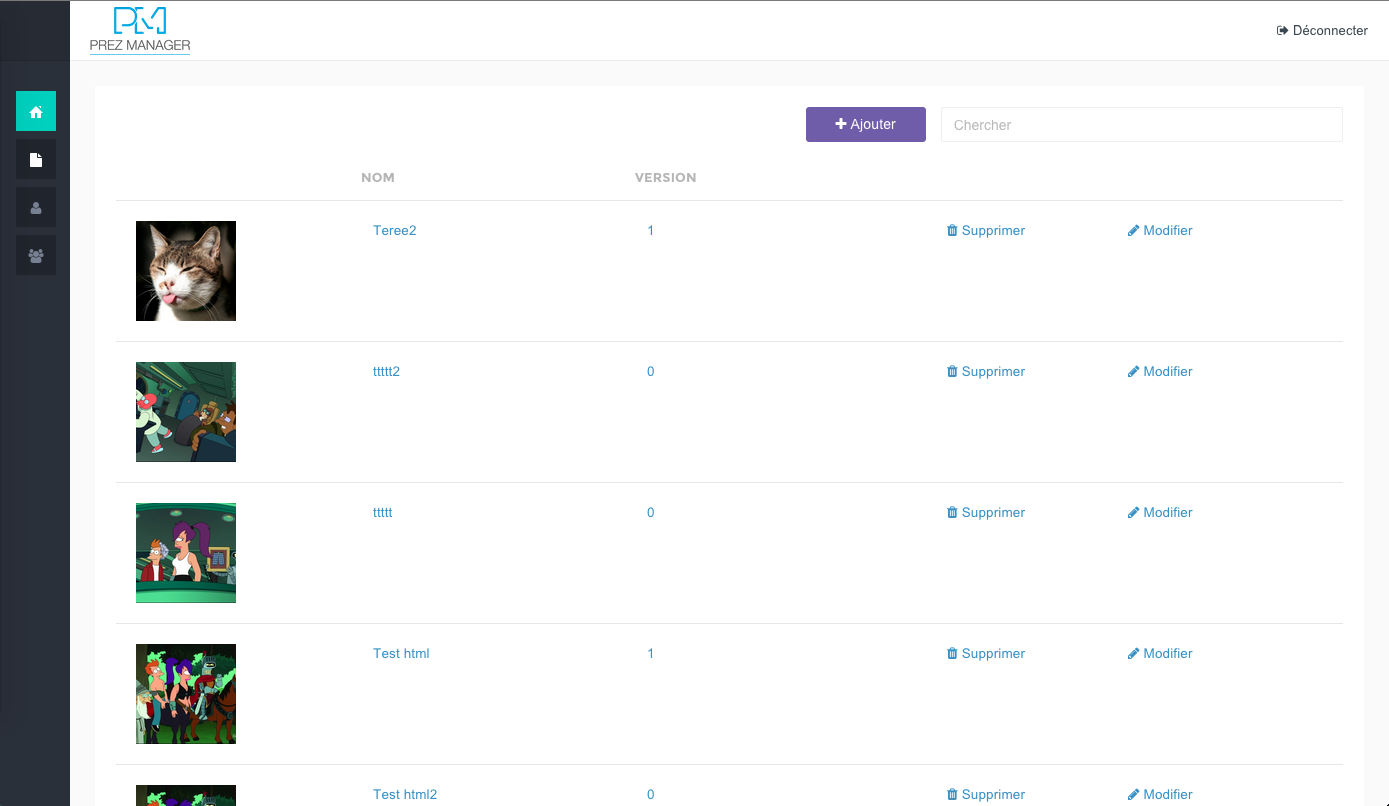 PM
PREZ MANAGER
Déconnecter
Ajouter
Chercher
NOM VERSION
Teree2 1 Supprimer Modifier
ttttt2 0 Supprimer Modifier
ttttt 0 Supprimer Modifier
Test html 1 Supprimer Modifier
Test html2 0 Supprimer Modifier